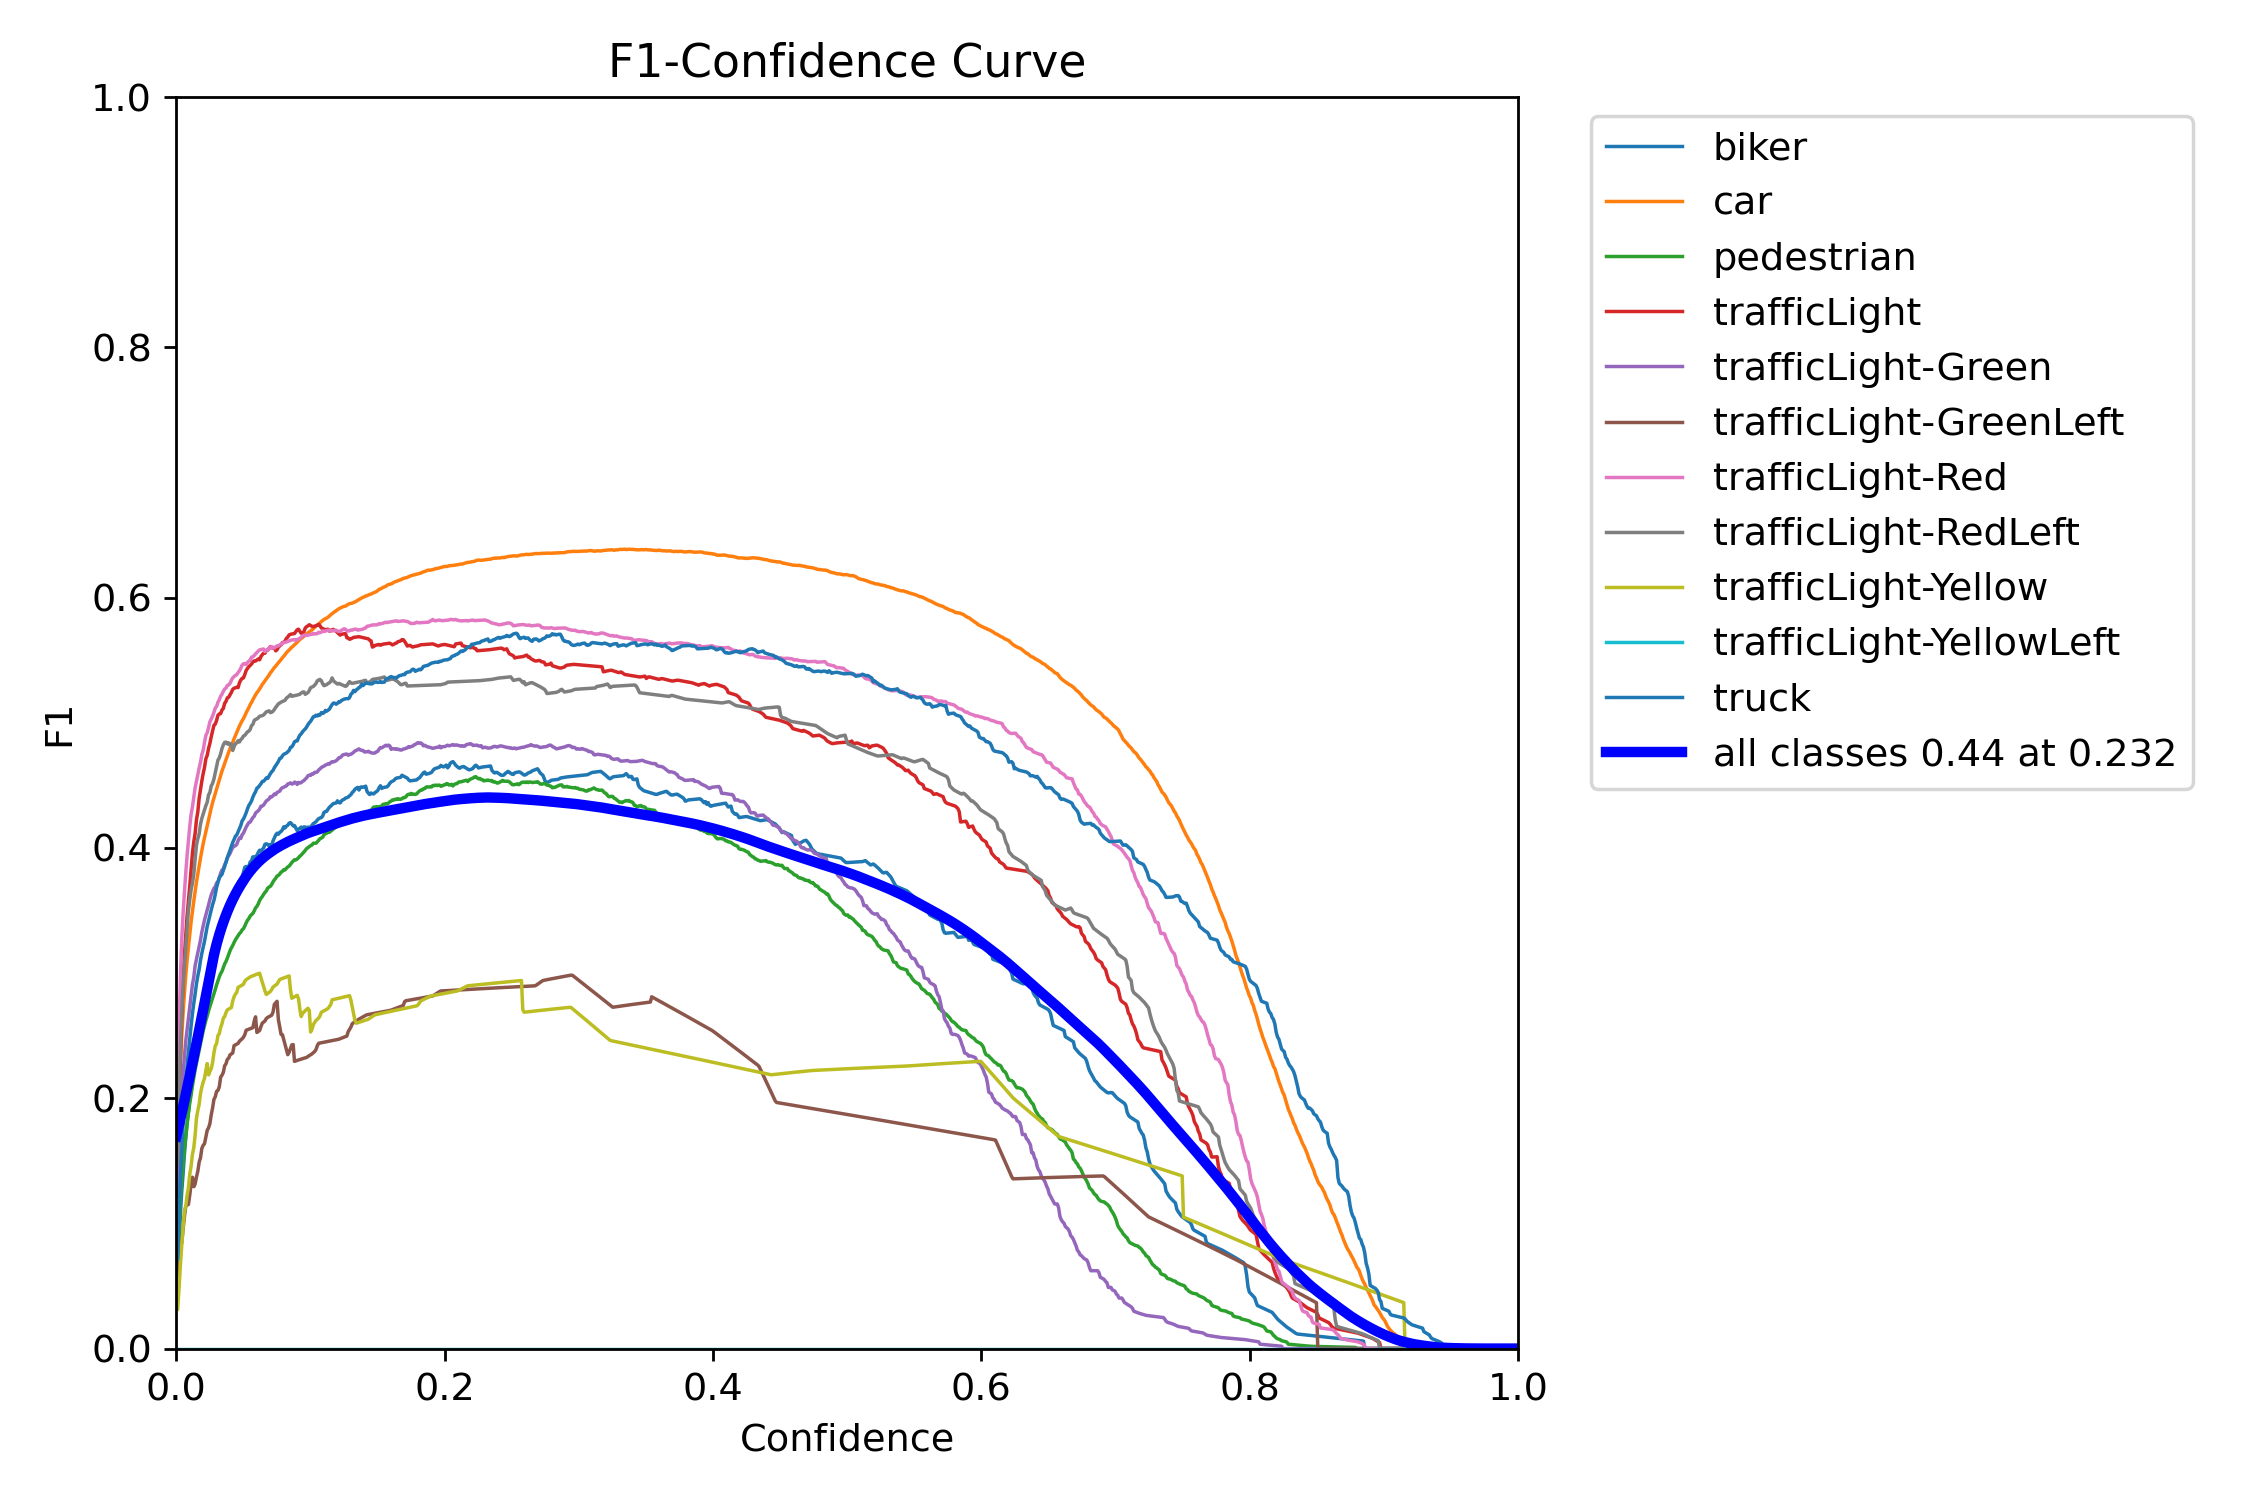 F1-Confidence Curve
1.0
0.8
0.6
0.4
0.2
0.0
F1
0.0 0.2 0.4 0.6 0.8 1.0
Confidence
biker
car
pedestrian
trafficLight
trafficLight-Green
trafficLight-GreenLeft
trafficLight-Red
trafficLight-RedLeft
trafficLight-Yellow
trafficLight-YellowLeft
truck
all classes 0.44 at 0.232